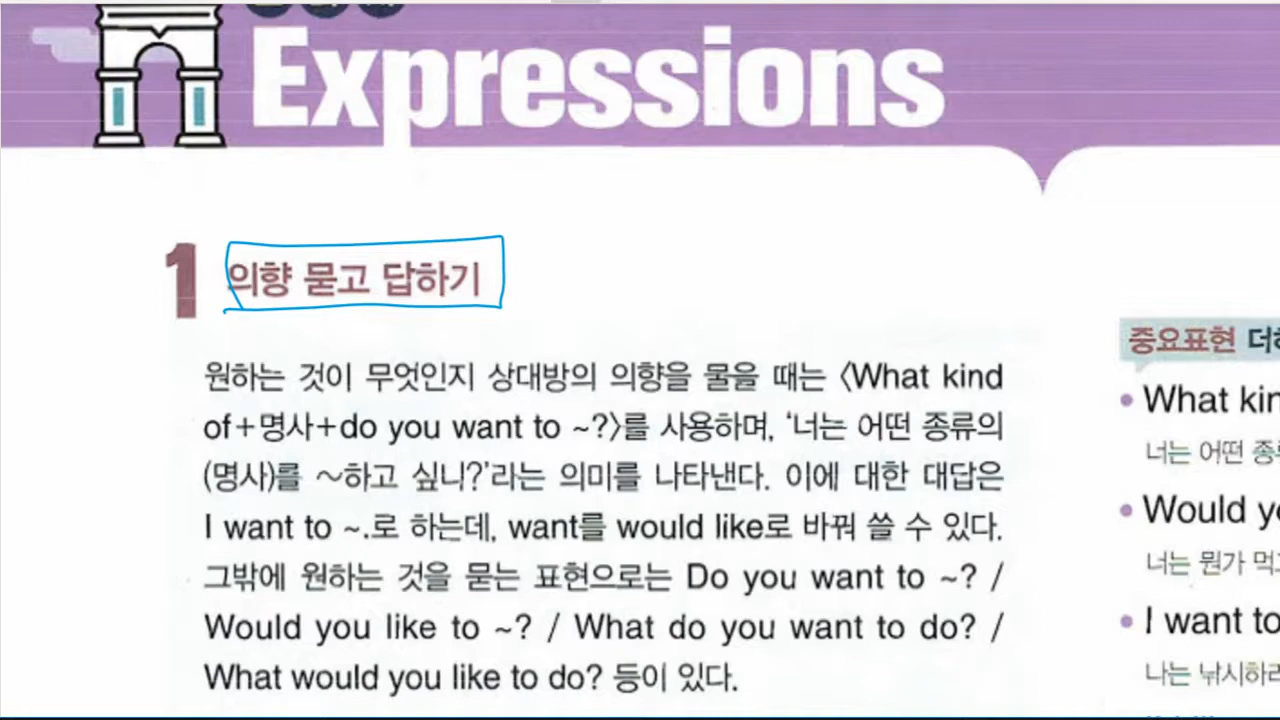 Expressions
1 의향 묻고 답하기
원하는 것이 무엇인지 상대방의 의향을 물을 때는 〈What kind
of+명사+do you want to ~?〉를 사용하며, ‘너는 어떤 종류의
(명사)를 ~하고 싶니?’라는 의미를 나타낸다. 이에 대한 대답은
I want to ~.로 하는데, want를 would like로 바꿔 쓸 수 있다.
그밖에 원하는 것을 묻는 표현으로는 Do you want to ~? /
Would you like to ~? / What do you want to do? /
What would you like to do? 등이 있다.
중요표현
• What
너는 어떤
• Would
너는 뭔가
• I want to
나는